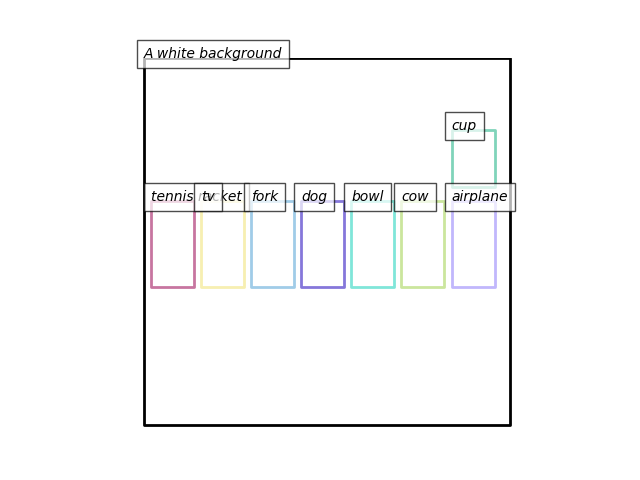 A white background
cup
tennis racket
tv
fork
dog
bowl
cow
airplane